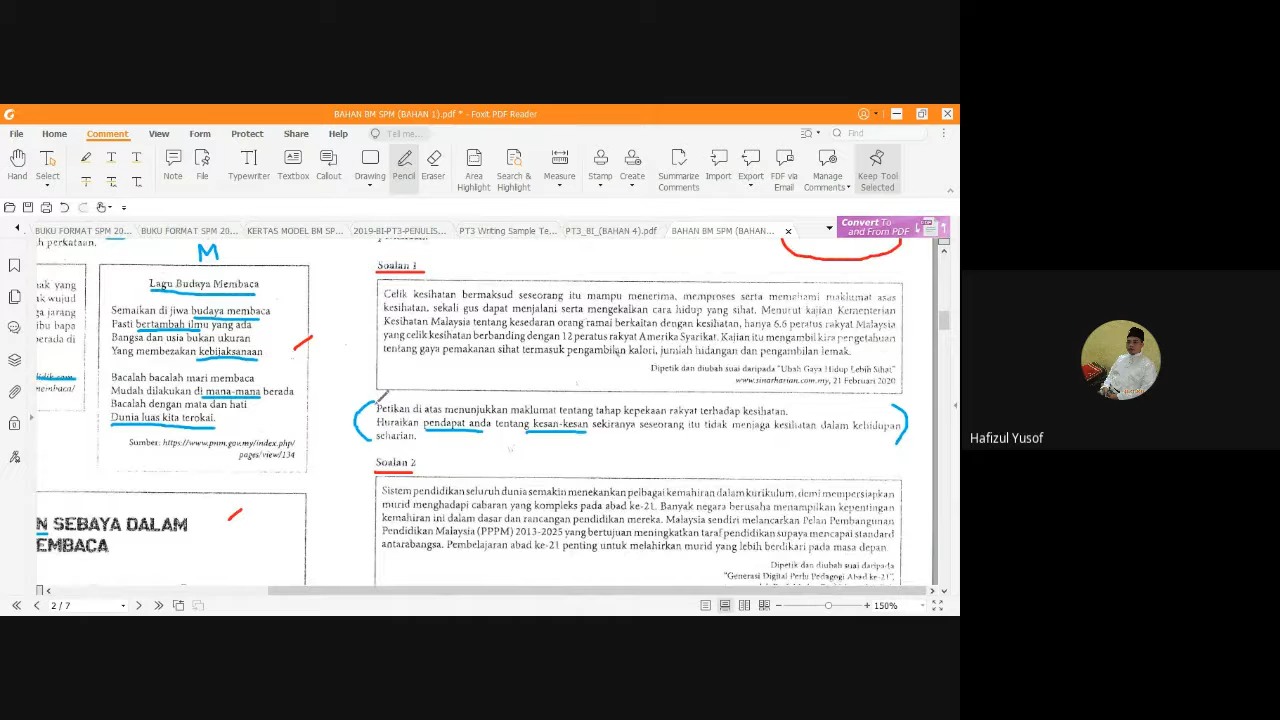 BAHAN BM SPM (BAHAN 1).pdf * - Foxit PDF Reader
File Home Comment View Form Protect Share Help Tell me... Find
Hand Select Note File Typewriter Textbox Callout Drawing Pencil Eraser Area Highlight Search & Highlight Measure Stamp Create Summarize Comments Import Export FDF via Email Manage Comments Keep Tool Selected
BUKU FORMAT SPM 20... BUKU FORMAT SPM 20... KERTAS MODEL BM SP... 2019-BI-PT3-PENULIS... PT3 Writing Sample Te... PT3_BI_(BAHAN 4).pdf BAHAN BM SPM (BAHAN... Convert To and From PDF
h perkataan.
M
ak yang
k wujud
ga jarang
ibu bapa
berada di
membaca/
Lagu Budaya Membaca
Semaikan di jiwa budaya membaca
Pasti bertambah ilmu yang ada
Bangsa dan usia bukan ukuran
Yang membezakan kebijaksanaan
Bacalah bacalah mari membaca
Mudah dilakukan di mana-mana berada
Bacalah dengan mata dan hati
Dunia luas kita terokai.
Sumber: https://www.pnm.gov.my/index.php/
pages/view/134
N SEBAYA DALAM
EMBACA
Soalan 1
Celik kesihatan bermaksud seseorang itu mampu menerima, memproses serta memahami maklumat asas
kesihatan, sekali gus dapat menjalani serta mengekalkan cara hidup yang sihat. Menurut kajian Kementerian
Kesihatan Malaysia tentang kesedaran orang ramai berkaitan dengan kesihatan, hanya 6.6 peratus rakyat Malaysia
yang celik kesihatan berbanding dengan 12 peratus rakyat Amerika Syarikat. Kajian itu mengambil kira pengetahuan
tentang gaya pemakanan sihat termasuk pengambilan kalori, jumlah hidangan dan pengambilan lemak.
Dipetik dan diubah suai daripada "Ubah Gaya Hidup Lebih Sihat"
www.sinarharian.com.my, 21 Februari 2020
Petikan di atas menunjukkan maklumat tentang tahap kepekaan rakyat terhadap kesihatan.
Huraikan pendapat anda tentang kesan-kesan sekiranya seseorang itu tidak menjaga kesihatan dalam kehidupan
seharian.
Soalan 2
Sistem pendidikan seluruh dunia semakin menekankan pelbagai kemahiran dalam kurikulum, demi mempersiapkan
murid menghadapi cabaran yang kompleks pada abad ke-21. Banyak negara berusaha menampilkan kepentingan
kemahiran ini dalam dasar dan rancangan pendidikan mereka. Malaysia sendiri melancarkan Pelan Pembangunan
Pendidikan Malaysia (PPPM) 2013-2025 yang bertujuan meningkatkan taraf pendidikan supaya mencapai standard
antarabangsa. Pembelajaran abad ke-21 penting untuk melahirkan murid yang lebih berdikari pada masa depan.
Dipetik dan diubah suai daripada
"Generasi Digital Perlu Pedagogi Abad ke-21",
2 / 7
150%
Hafizul Yusof